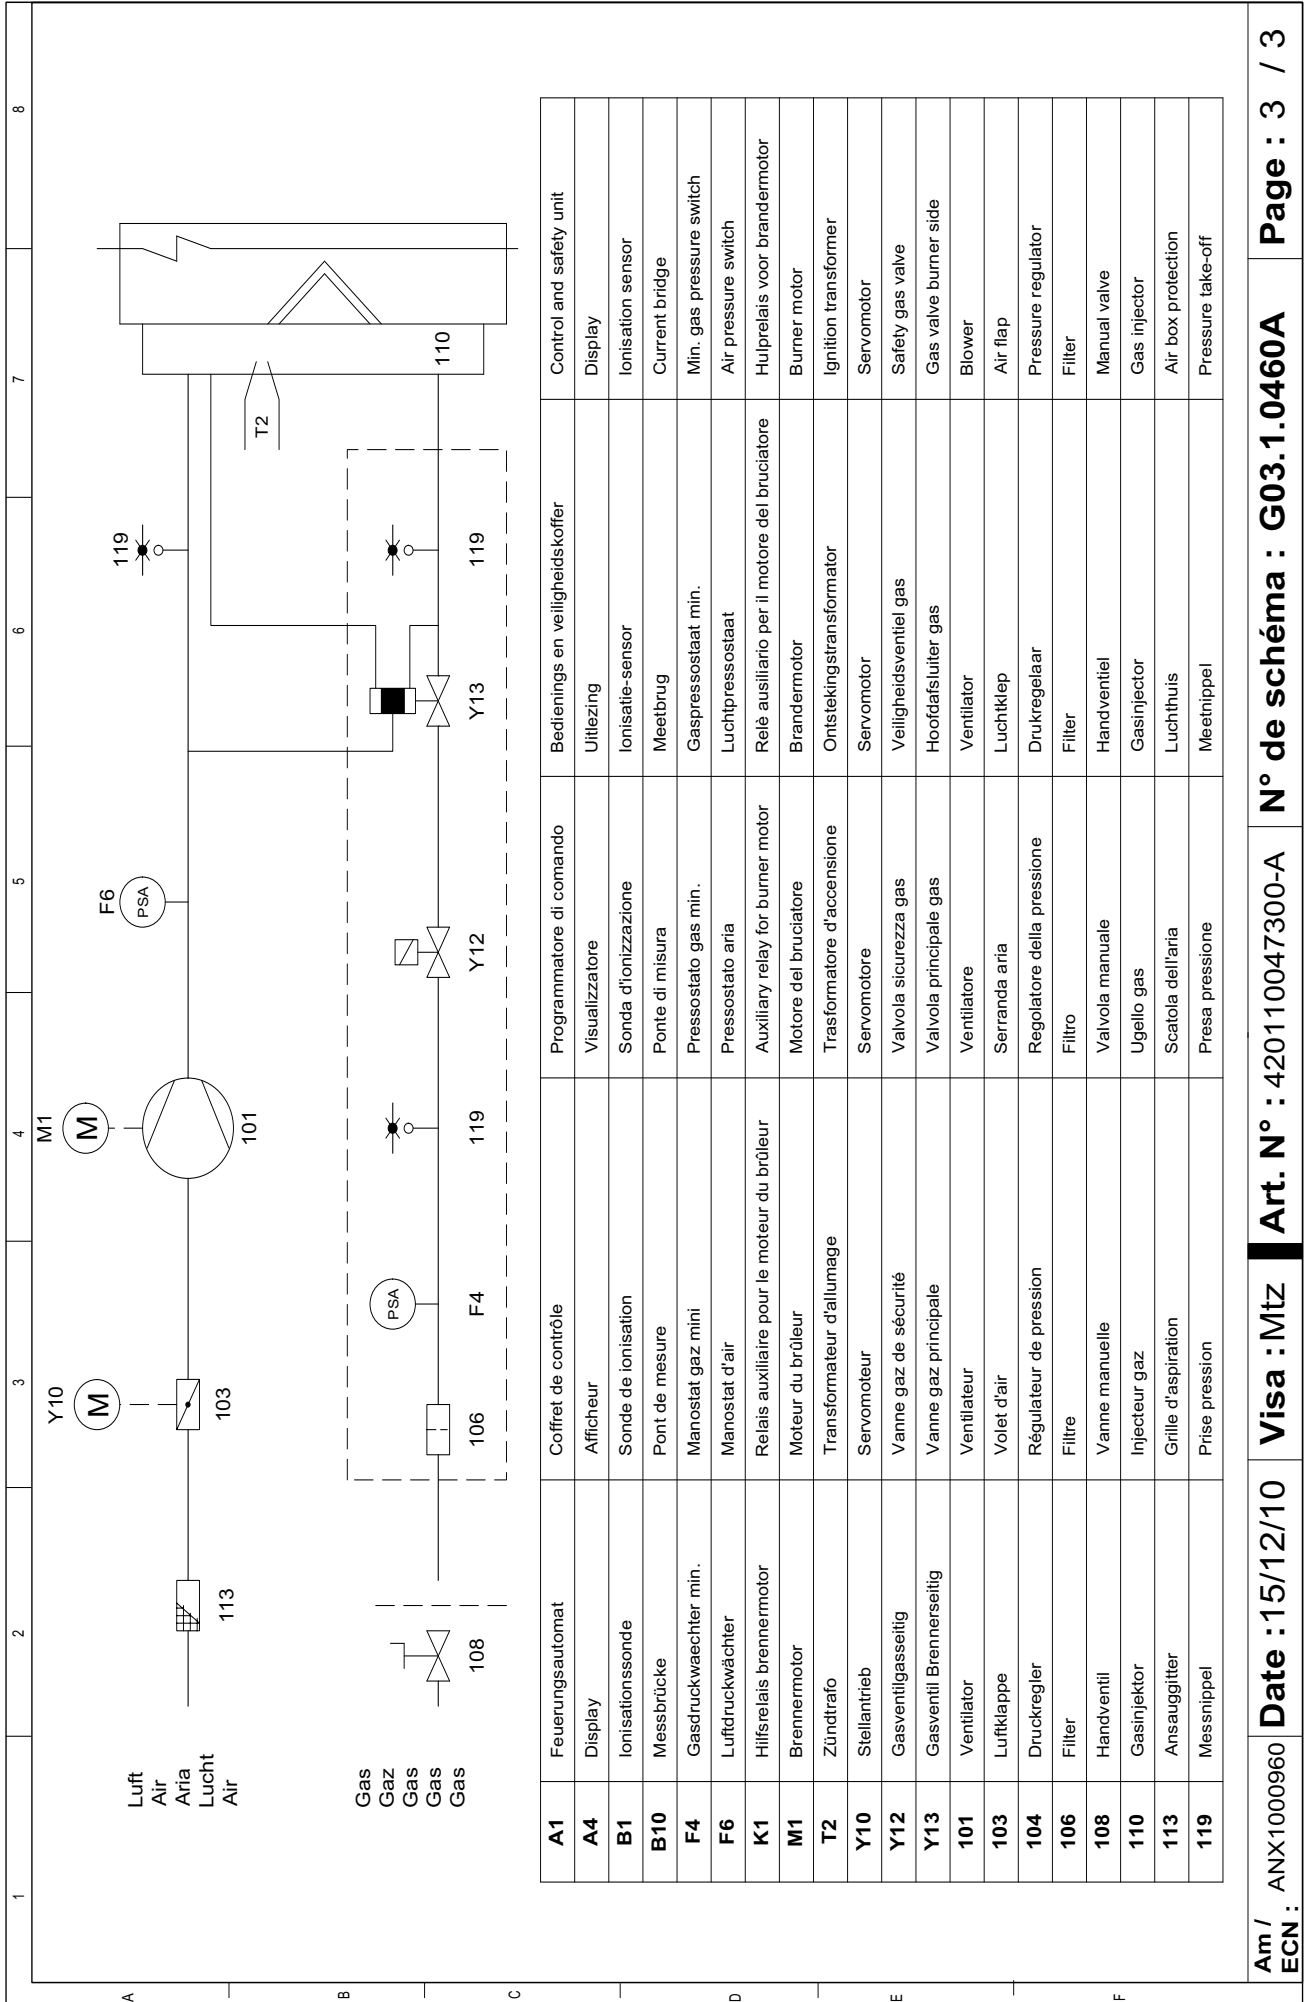 1 2 3 4 5 6 7 8
A
B
C
D
E
F
Luft
Air
Aria
Lucht
Air
113
Y10
M
103
M1
M
101
F6
PSA
119
T2
110
Gas
Gaz
Gas
Gas
Gas
108
106
PSA
F4
119
Y12
Y13
119
A1 Feuerungsautomat Coffret de contrôle Programmatore di comando Bedienings en veiligheidskoffer Control and safety unit
A4 Display Afficheur Visualizzatore Uitlezing Display
B1 Ionisationssonde Sonde de ionisation Sonda d'ionizzazione Ionisatie-sensor Ionisation sensor
B10 Messbrücke Pont de mesure Ponte di misura Meetbrug Current bridge
F4 Gasdruckwaechter min. Manostat gaz mini Pressostato gas min. Gaspressostaat min. Min. gas pressure switch
F6 Luftdruckwächter Manostat d'air Pressostato aria Luchtpressostaat Air pressure switch
K1 Hilfsrelais brennermotor Relais auxiliaire pour le moteur du brûleur Auxiliary relay for burner motor Relè ausiliario per il motore del bruciatore Hulprelais voor brandermotor
M1 Brennermotor Moteur du brûleur Motore del bruciatore Brandermotor Burner motor
T2 Zündtrafo Transformateur d'allumage Trasformatore d'accensione Ontstekingstransformator Ignition transformer
Y10 Stellantrieb Servomoteur Servomotore Servomotor Servomotor
Y12 Gasventilgasseitig Vanne gaz de sécurité Valvola sicurezza gas Veiligheidsventiel gas Safety gas valve
Y13 Gasventil Brennerseitig Vanne gaz principale Valvola principale gas Hoofdafsluiter gas Gas valve burner side
101 Ventilator Ventilateur Ventilatore Ventilator Blower
103 Luftklappe Volet d'air Serranda aria Luchtklep Air flap
104 Druckregler Régulateur de pression Regolatore della pressione Drukregelaar Pressure regulator
106 Filter Filtre Filtro Filter Filter
108 Handventil Vanne manuelle Valvola manuale Handventiel Manual valve
110 Gasinjektor Injecteur gaz Ugello gas Gasinjector Gas injector
113 Ansauggitter Grille d'aspiration Scatola dell'aria Luchthuis Air box protection
119 Messnippel Prise pression Presa pressione Meetnippel Pressure take-off
Am / ECN : ANX1000960 Date :15/12/10 Visa :Mtz Art. N° : 420110047300-A N° de schéma : G03.1.0460A Page : 3 / 3